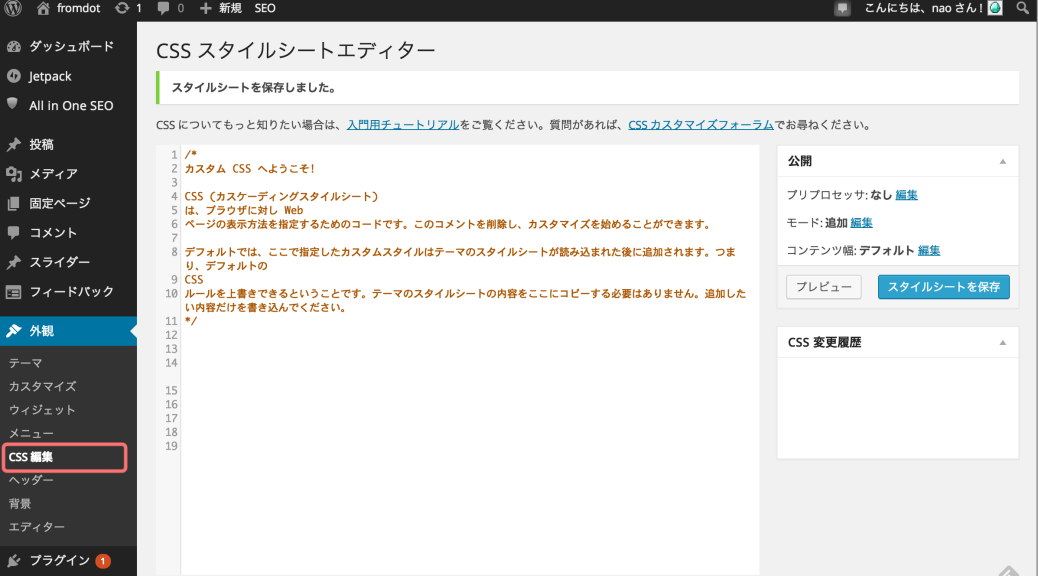 fromdot 1 0 新規 SEO こんにちは、nao さん!
ダッシュボード
Jetpack
All in One SEO
投稿
メディア
固定ページ
コメント
スライダー
フィードバック
外観
テーマ
カスタマイズ
ウィジェット
メニュー
CSS 編集
ヘッダー
背景
エディター
プラグイン 1
CSS スタイルシートエディター
スタイルシートを保存しました。
CSS についてもっと知りたい場合は、入門用チュートリアルをご覧ください。質問があれば、CSS カスタマイズフォーラムでお尋ねください。
1 /*
2 カスタム CSS へようこそ!
3
4 CSS (カスケーディングスタイルシート)
5 は、ブラウザに対し Web
6 ページの表示方法を指定するためのコードです。このコメントを削除し、カスタマイズを始めることができます。
7
8 デフォルトでは、ここで指定したカスタムスタイルはテーマのスタイルシートが読み込まれた後に追加されます。つま
り、デフォルトの
9 CSS
10 ルールを上書きできるということです。テーマのスタイルシートの内容をここにコピーする必要はありません。追加した
い内容だけを書き込んでください。
11 */
12
13
14
15
16
17
18
19
公開
プリプロセッサ: なし 編集
モード: 追加 編集
コンテンツ幅: デフォルト 編集
プレビュー スタイルシートを保存
CSS 変更履歴